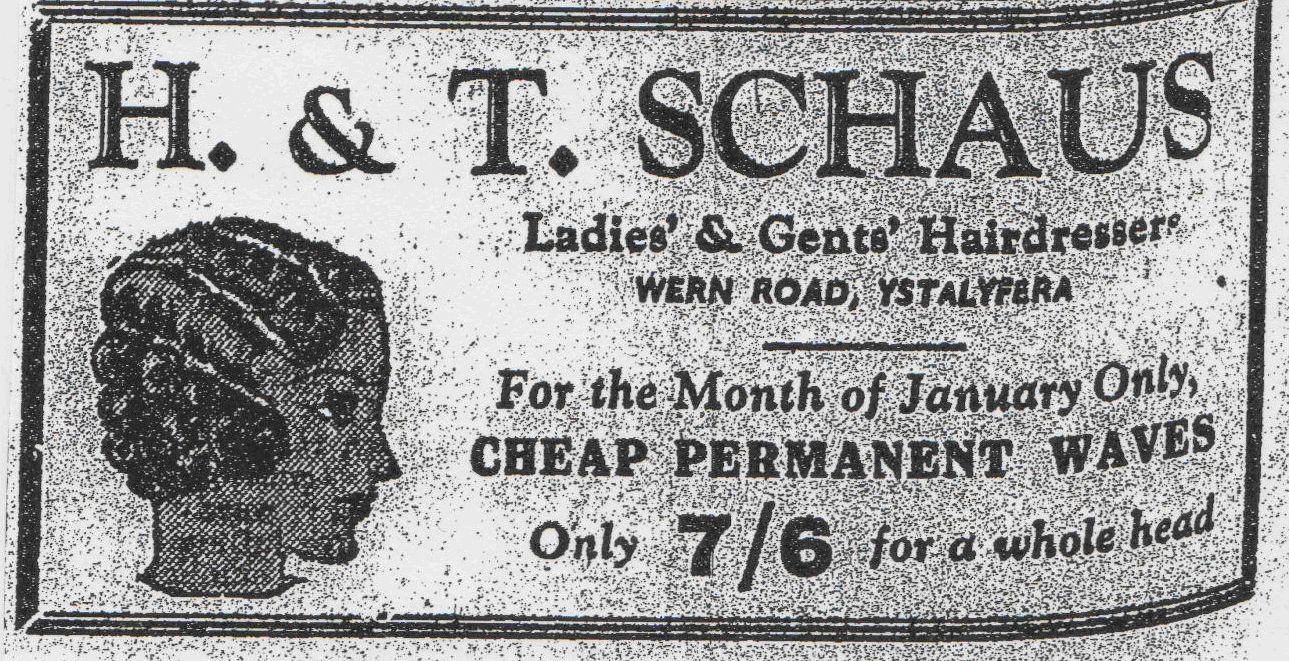 H. & T. SCHAUS
Ladies' & Gents' Hairdressers
WERN ROAD, YSTALYFERA
For the Month of January Only,
CHEAP PERMANENT WAVES
Only 7/6 for a whole head